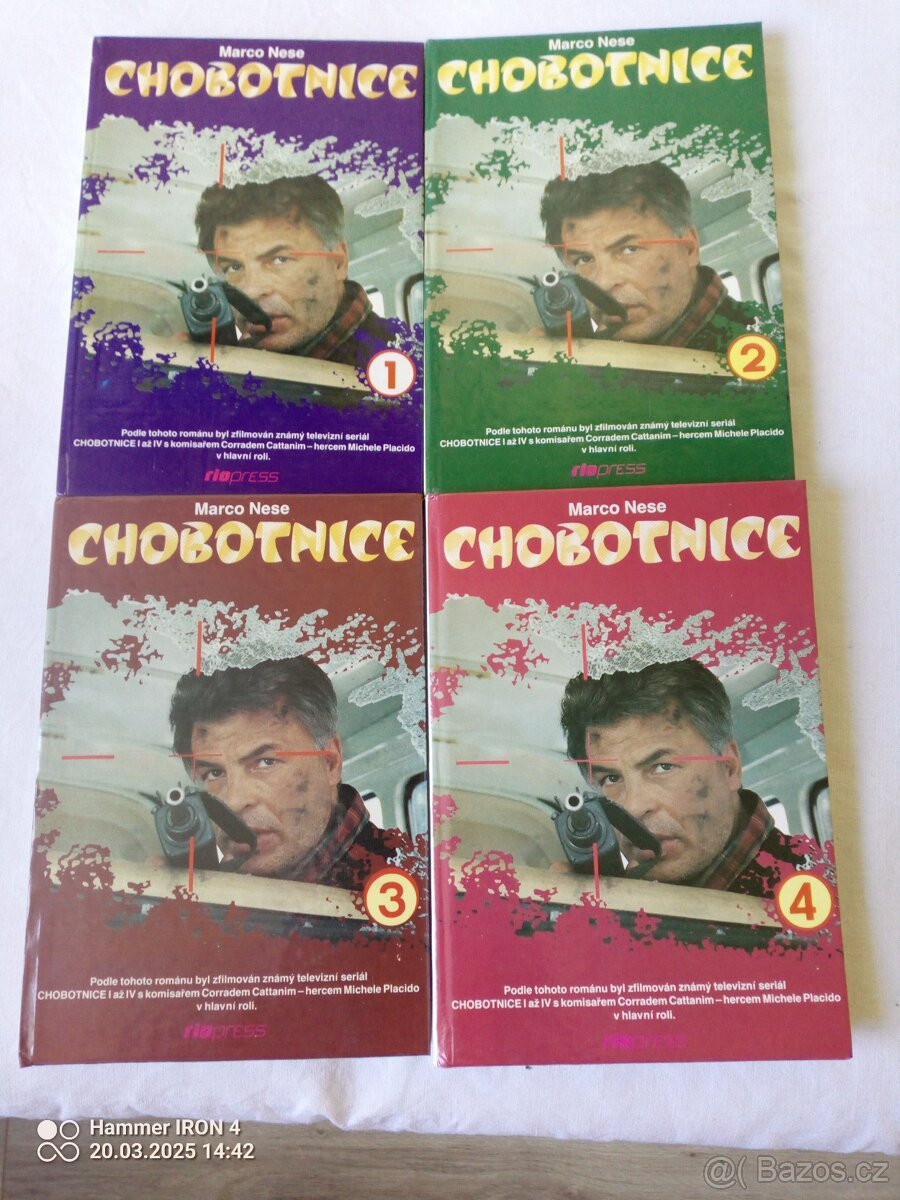 Marco Nese
CHOBOTNICE
1
Podle tohoto románu byl zfilmován známý televizní seriál
CHOBOTNICE I až IV s komisařem Corradem Cattanim – hercem Michele Placido
v hlavní roli.
riopress
Marco Nese
CHOBOTNICE
2
Podle tohoto románu byl zfilmován známý televizní seriál
CHOBOTNICE I až IV s komisařem Corradem Cattanim – hercem Michele Placido
v hlavní roli.
riopress
Marco Nese
CHOBOTNICE
3
Podle tohoto románu byl zfilmován známý televizní seriál
CHOBOTNICE I až IV s komisařem Corradem Cattanim – hercem Michele Placido
v hlavní roli.
riopress
Marco Nese
CHOBOTNICE
4
Podle tohoto románu byl zfilmován známý televizní seriál
CHOBOTNICE I až IV s komisařem Corradem Cattanim – hercem Michele Placido
v hlavní roli.
riopress
Hammer IRON 4
20.03.2025 14:42
@( Bazos.cz